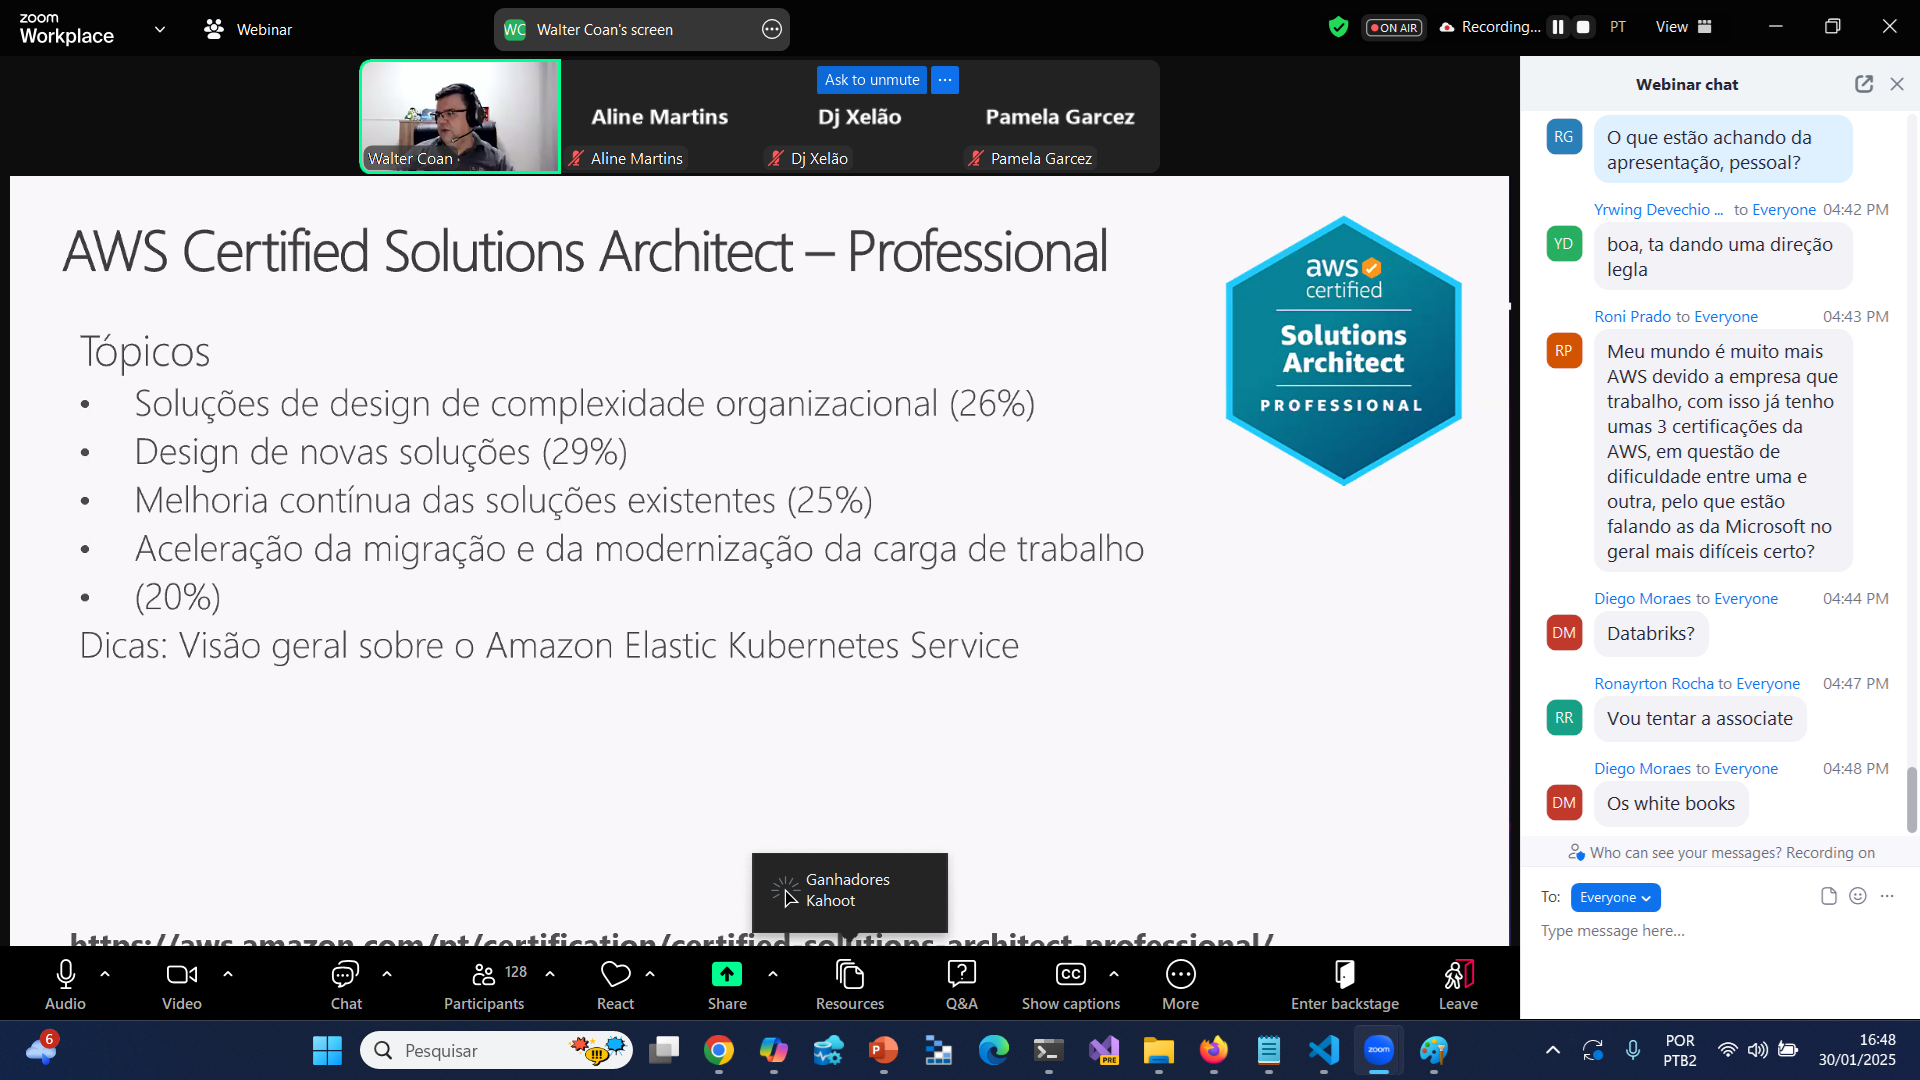 zoom
Workplace
Webinar
WC Walter Coan's screen
ON AIR
Recording...
PT
View
Walter Coan
Ask to unmute
...
Aline Martins
Aline Martins
Dj Xelão
Dj Xelão
Pamela Garcez
Pamela Garcez
AWS Certified Solutions Architect – Professional
Tópicos
• Soluções de design de complexidade organizacional (26%)
• Design de novas soluções (29%)
• Melhoria contínua das soluções existentes (25%)
• Aceleração da migração e da modernização da carga de trabalho
• (20%)
Dicas: Visão geral sobre o Amazon Elastic Kubernetes Service
https://aws.amazon.com/pt/certification/certified-solutions-architect-professional/
aws
certified
Solutions
Architect
PROFESSIONAL
Ganhadores
Kahoot
Webinar chat
RG
O que estão achando da
apresentação, pessoal?
Yrwing Devechio ... to Everyone 04:42 PM
YD
boa, ta dando uma direção
legla
Roni Prado to Everyone 04:43 PM
RP
Meu mundo é muito mais
AWS devido a empresa que
trabalho, com isso já tenho
umas 3 certificações da
AWS, em questão de
dificuldade entre uma e
outra, pelo que estão
falando as da Microsoft no
geral mais difíceis certo?
Diego Moraes to Everyone 04:44 PM
DM
Databriks?
Ronayrton Rocha to Everyone 04:47 PM
RR
Vou tentar a associate
Diego Moraes to Everyone 04:48 PM
DM
Os white books
Who can see your messages? Recording on
To: Everyone
Type message here...
Audio
Video
Chat
128
Participants
React
Share
Resources
Q&A
CC
Show captions
More
Enter backstage
Leave
6
Pesquisar
PRE
zoom
POR
PTB2
16:48
30/01/2025